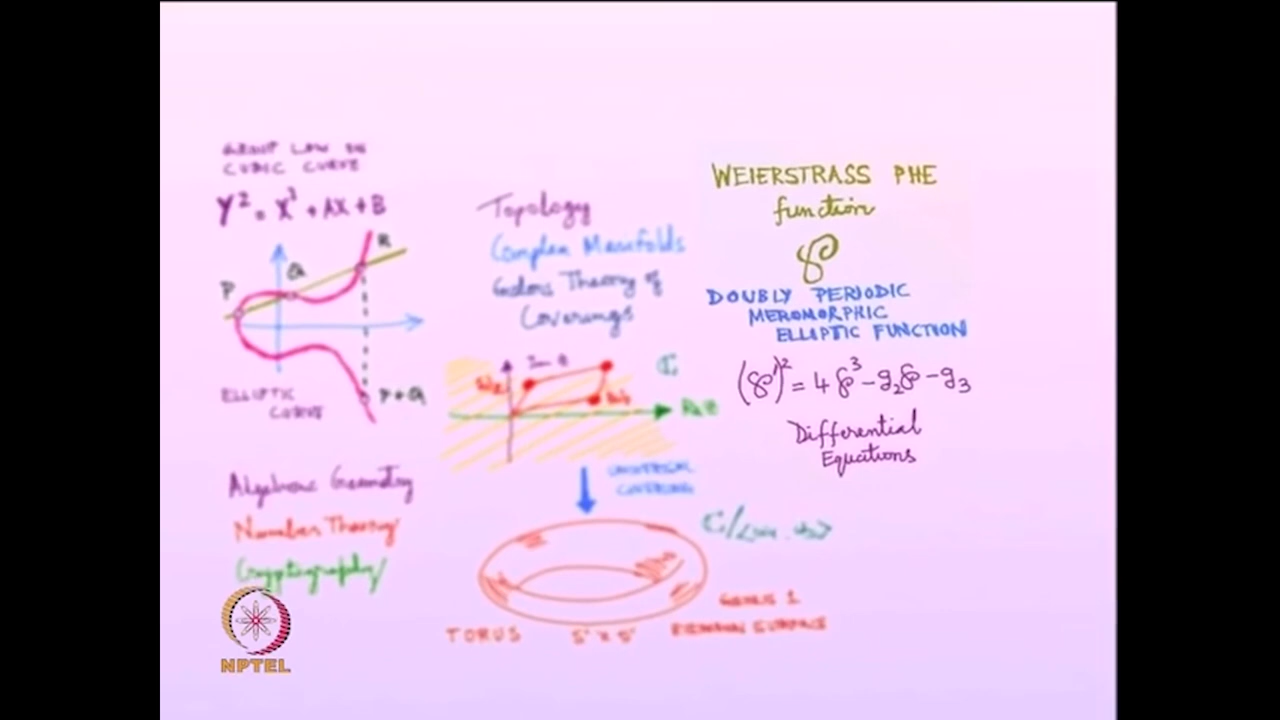 GROUP LAW ON
CUBIC CURVE
Y² = X³ + AX + B
R
Q
P
P+Q
ELLIPTIC
CURVE
Algebraic Geometry
Number Theory
Cryptography
NPTEL
Topology
Complex Manifolds
Galois Theory of
Coverings
Im z
ℂ
Re z
UNIVERSAL
COVERING
GENUS 1
TORUS S¹ x S¹ RIEMANN SURFACE
WEIERSTRASS PHE
function
℘
DOUBLY PERIODIC
MEROMORPHIC
ELLIPTIC FUNCTION
(℘')² = 4℘³ - g₂℘ - g₃
Differential
Equations